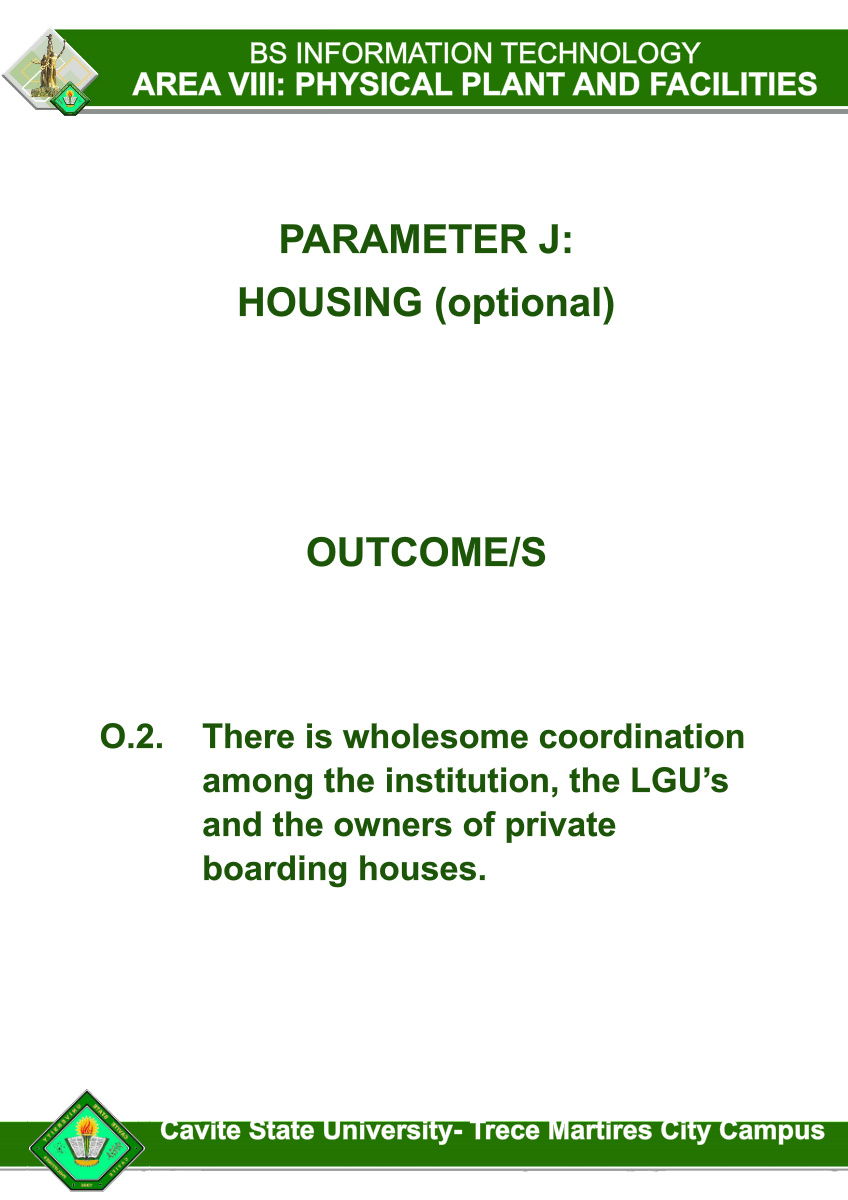 BS INFORMATION TECHNOLOGY
AREA VIII: PHYSICAL PLANT AND FACILITIES
PARAMETER J:
HOUSING (optional)
OUTCOME/S
O.2. There is wholesome coordination
among the institution, the LGU’s
and the owners of private
boarding houses.
Cavite State University- Trece Martires City Campus